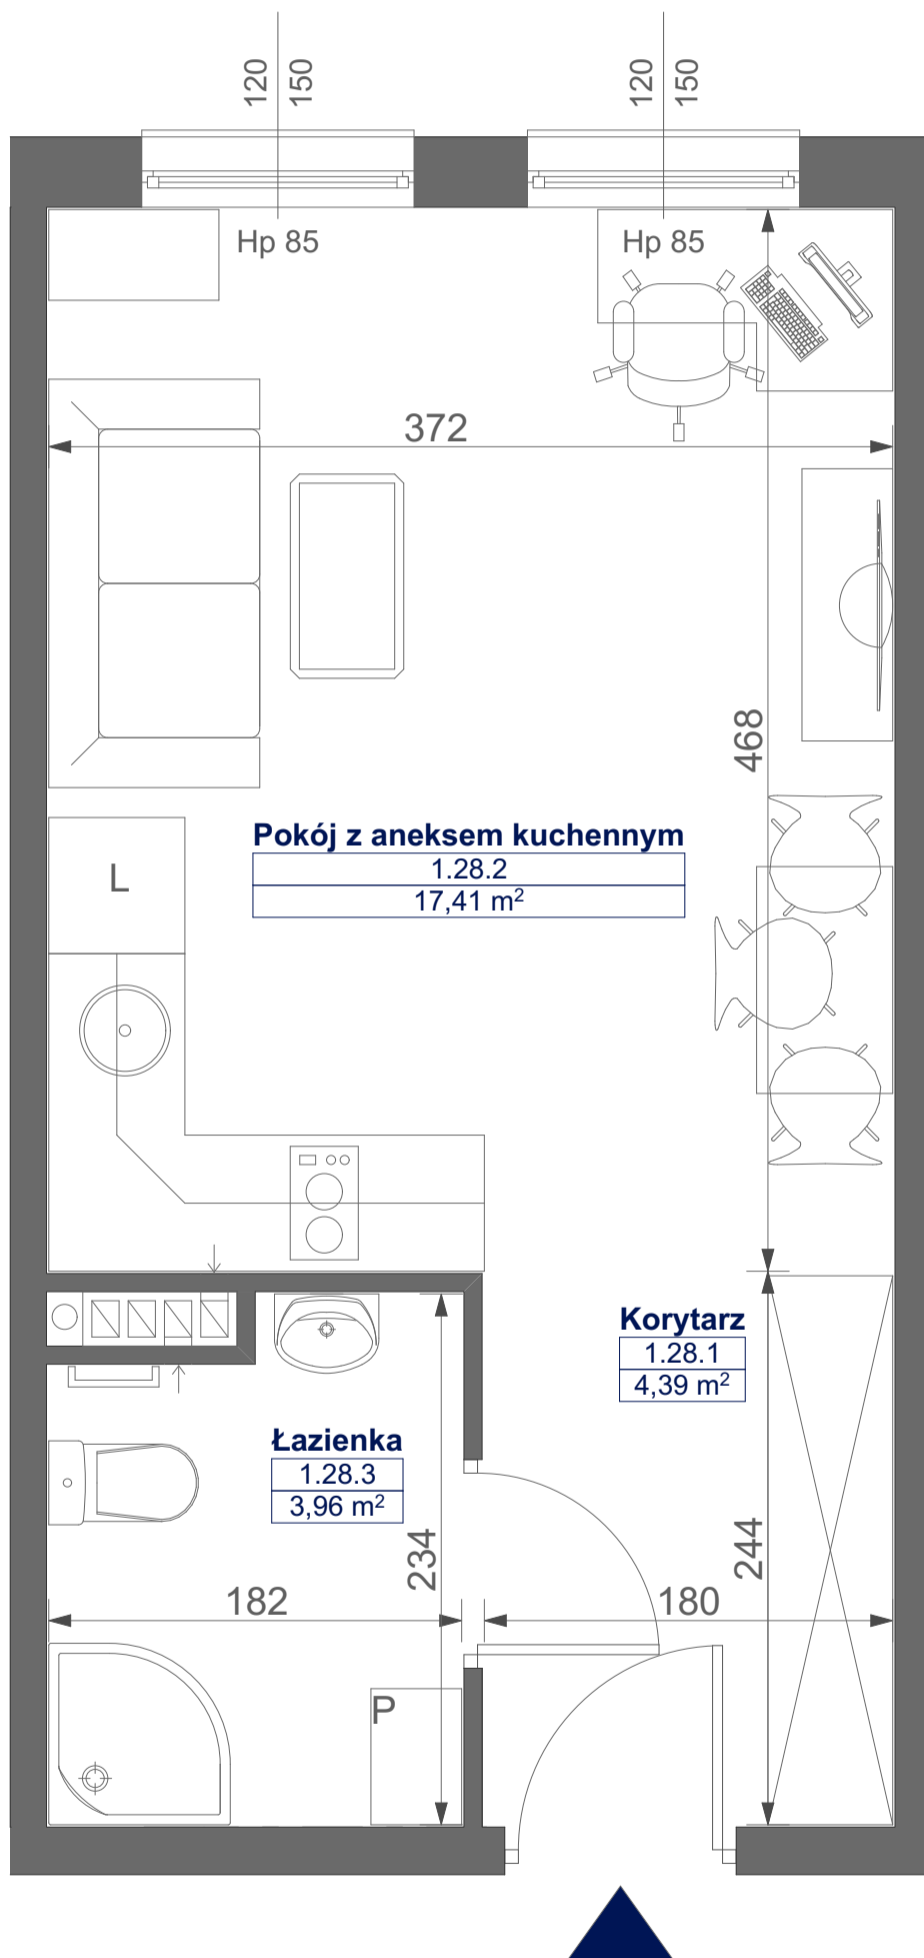 120
150
120
150
Hp 85
Hp 85
372
468
Pokój z aneksem kuchennym
1.28.2
17,41 m²
L
Korytarz
1.28.1
4,39 m²
Łazienka
1.28.3
3,96 m²
234
244
182
180
P